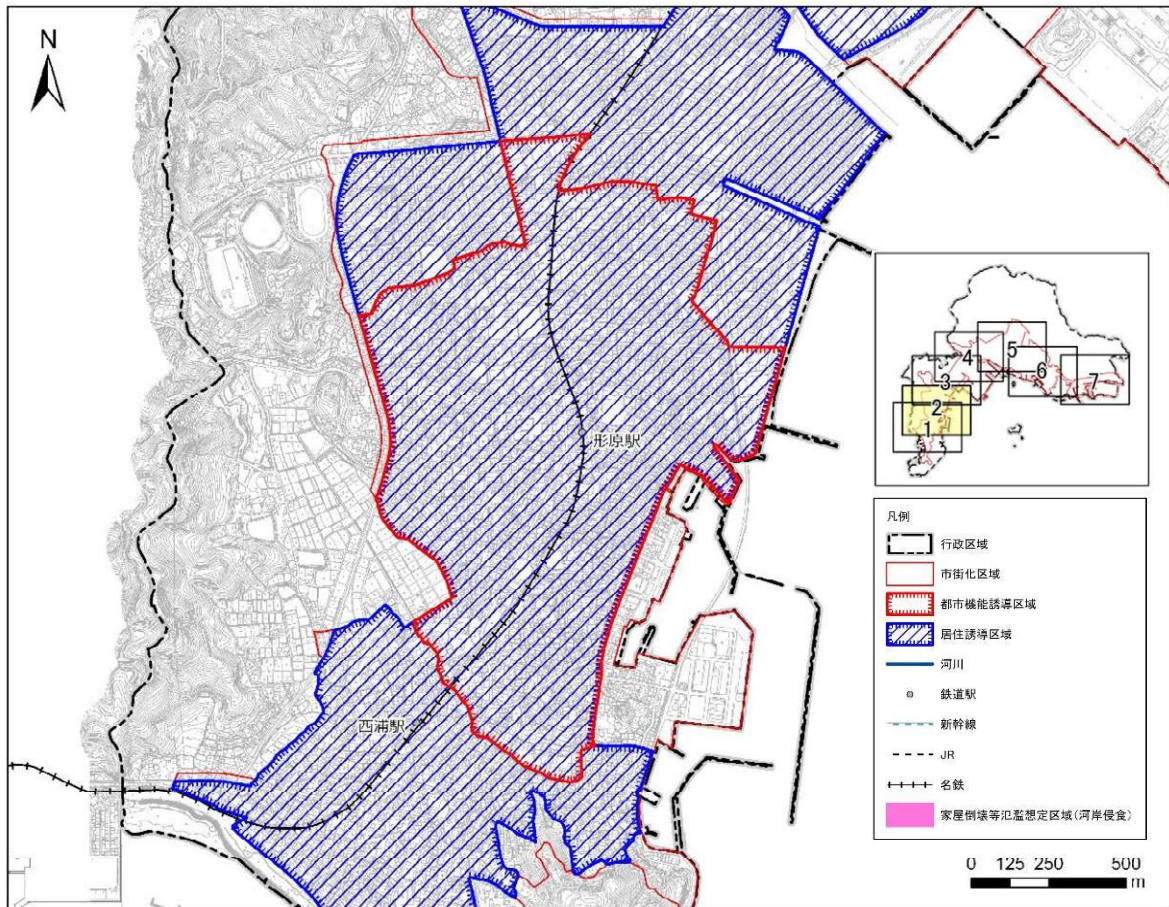 N
形原駅
西浦駅
5
4
6
7
3
2
1
凡例
行政区域
市街化区域
都市機能誘導区域
居住誘導区域
河川
鉄道駅
新幹線
JR
名鉄
家屋倒壊等氾濫想定区域(河岸侵食)
0 125 250 500
m